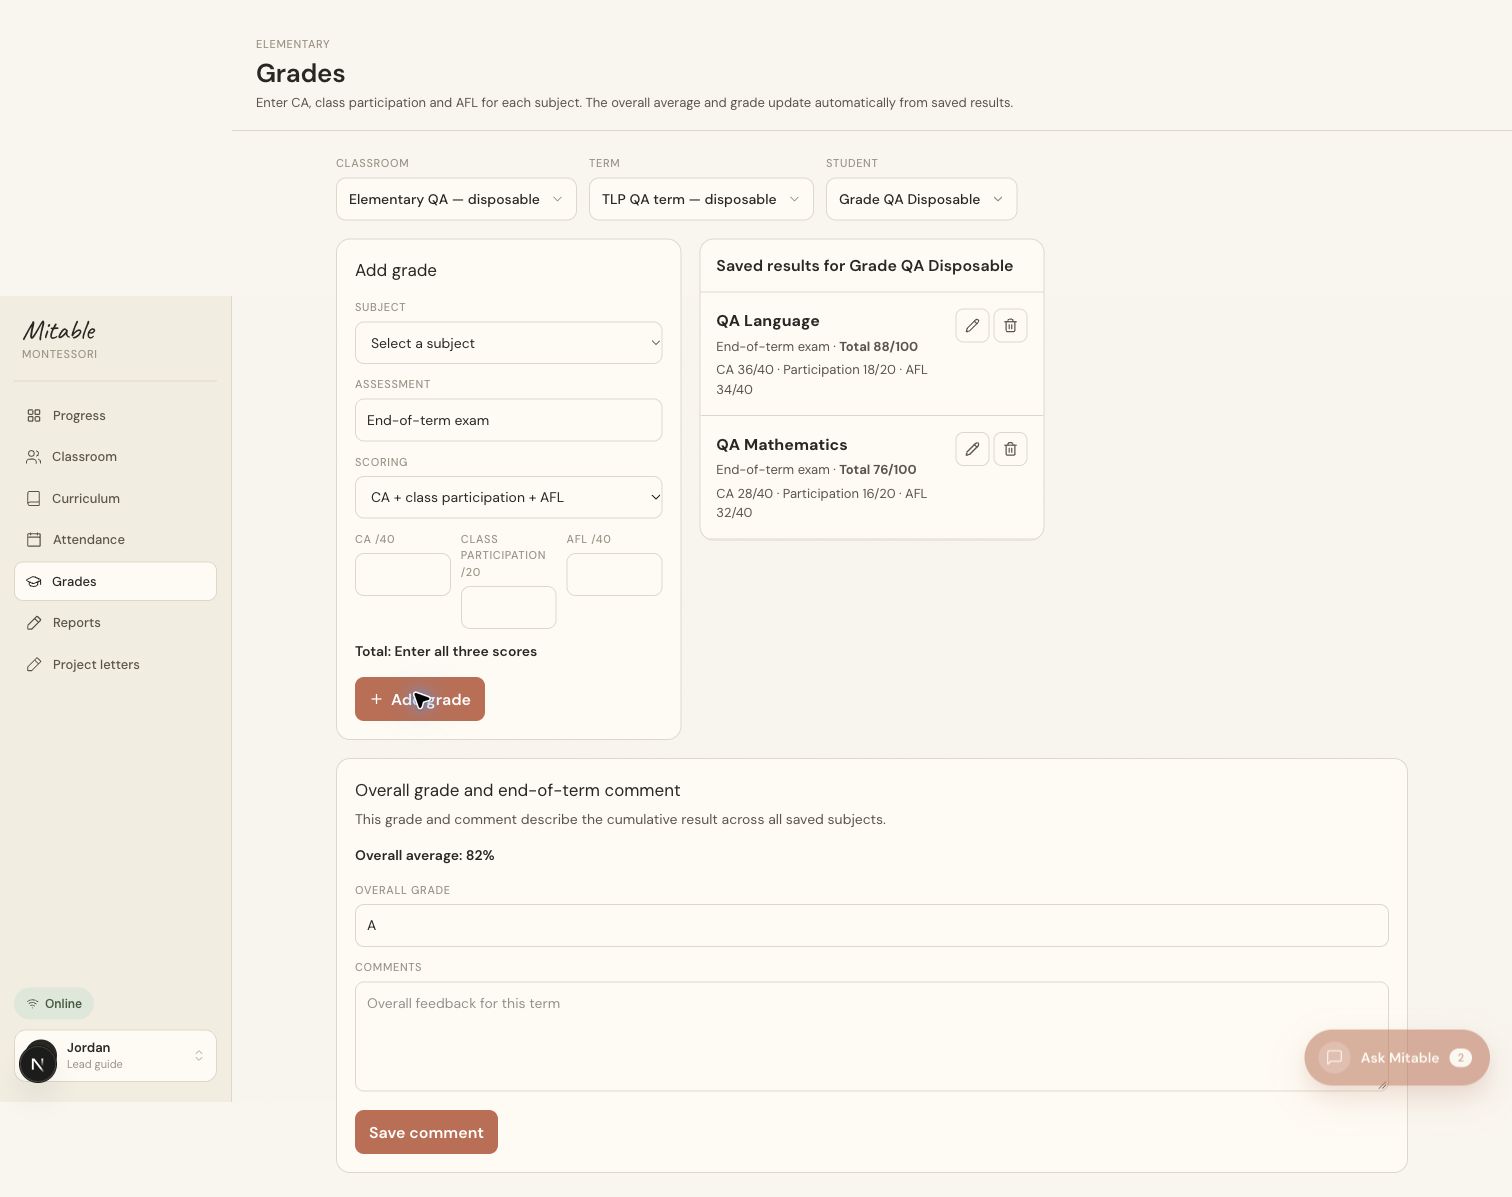 ELEMENTARY
Grades
Enter CA, class participation and AFL for each subject. The overall average and grade update automatically from saved results.
CLASSROOM
TERM
STUDENT
Elementary QA — disposable
TLP QA term — disposable
Grade QA Disposable
Mitable
MONTESSORI
Progress
Classroom
Curriculum
Attendance
Grades
Reports
Project letters
Online
N
Jordan
Lead guide
Add grade
SUBJECT
Select a subject
ASSESSMENT
End-of-term exam
SCORING
CA + class participation + AFL
CA /40
CLASS
PARTICIPATION
/20
AFL /40
Total: Enter all three scores
+ Add grade
Saved results for Grade QA Disposable
QA Language
End-of-term exam · Total 88/100
CA 36/40 · Participation 18/20 · AFL
34/40
QA Mathematics
End-of-term exam · Total 76/100
CA 28/40 · Participation 16/20 · AFL
32/40
Overall grade and end-of-term comment
This grade and comment describe the cumulative result across all saved subjects.
Overall average: 82%
OVERALL GRADE
A
COMMENTS
Overall feedback for this term
Ask Mitable 2
Save comment